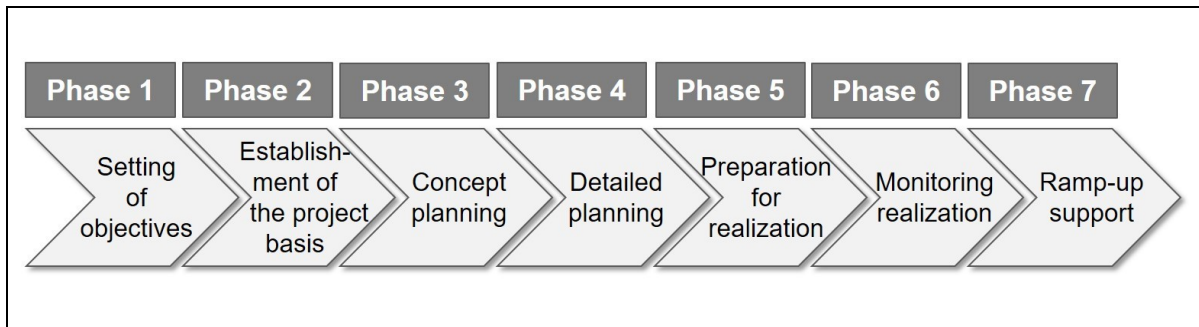 Phase 1
Phase 2
Phase 3
Phase 4
Phase 5
Phase 6
Phase 7
Setting
of
objectives
Establish-
ment of
the project
basis
Concept
planning
Detailed
planning
Preparation
for
realization
Monitoring
realization
Ramp-up
support